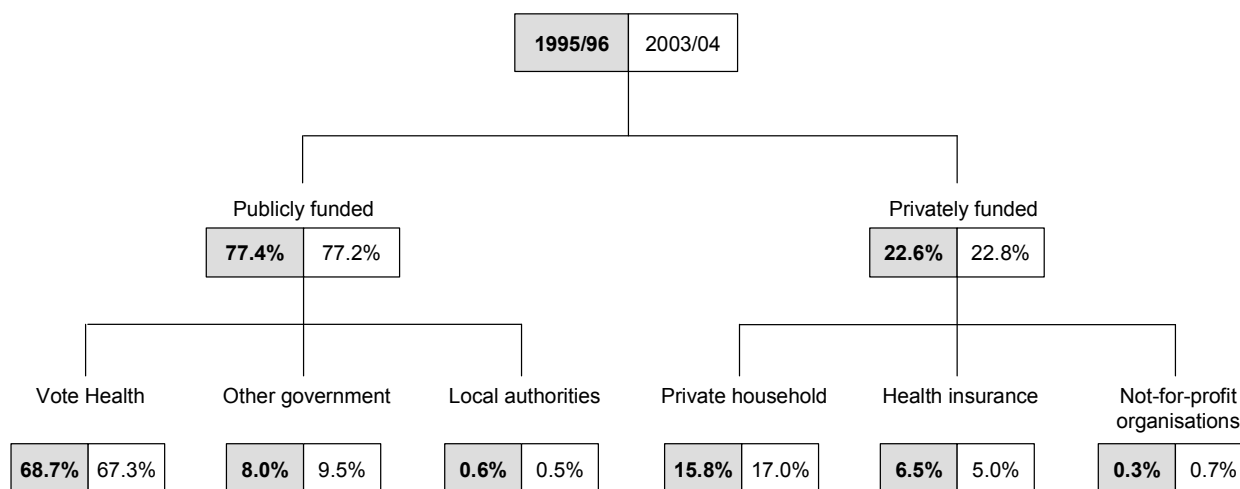 1995/96 2003/04
Publicly funded Privately funded
77.4% 77.2% 22.6% 22.8%
Vote Health Other government Local authorities Private household Health insurance Not-for-profit
organisations
68.7% 67.3% 8.0% 9.5% 0.6% 0.5% 15.8% 17.0% 6.5% 5.0% 0.3% 0.7%